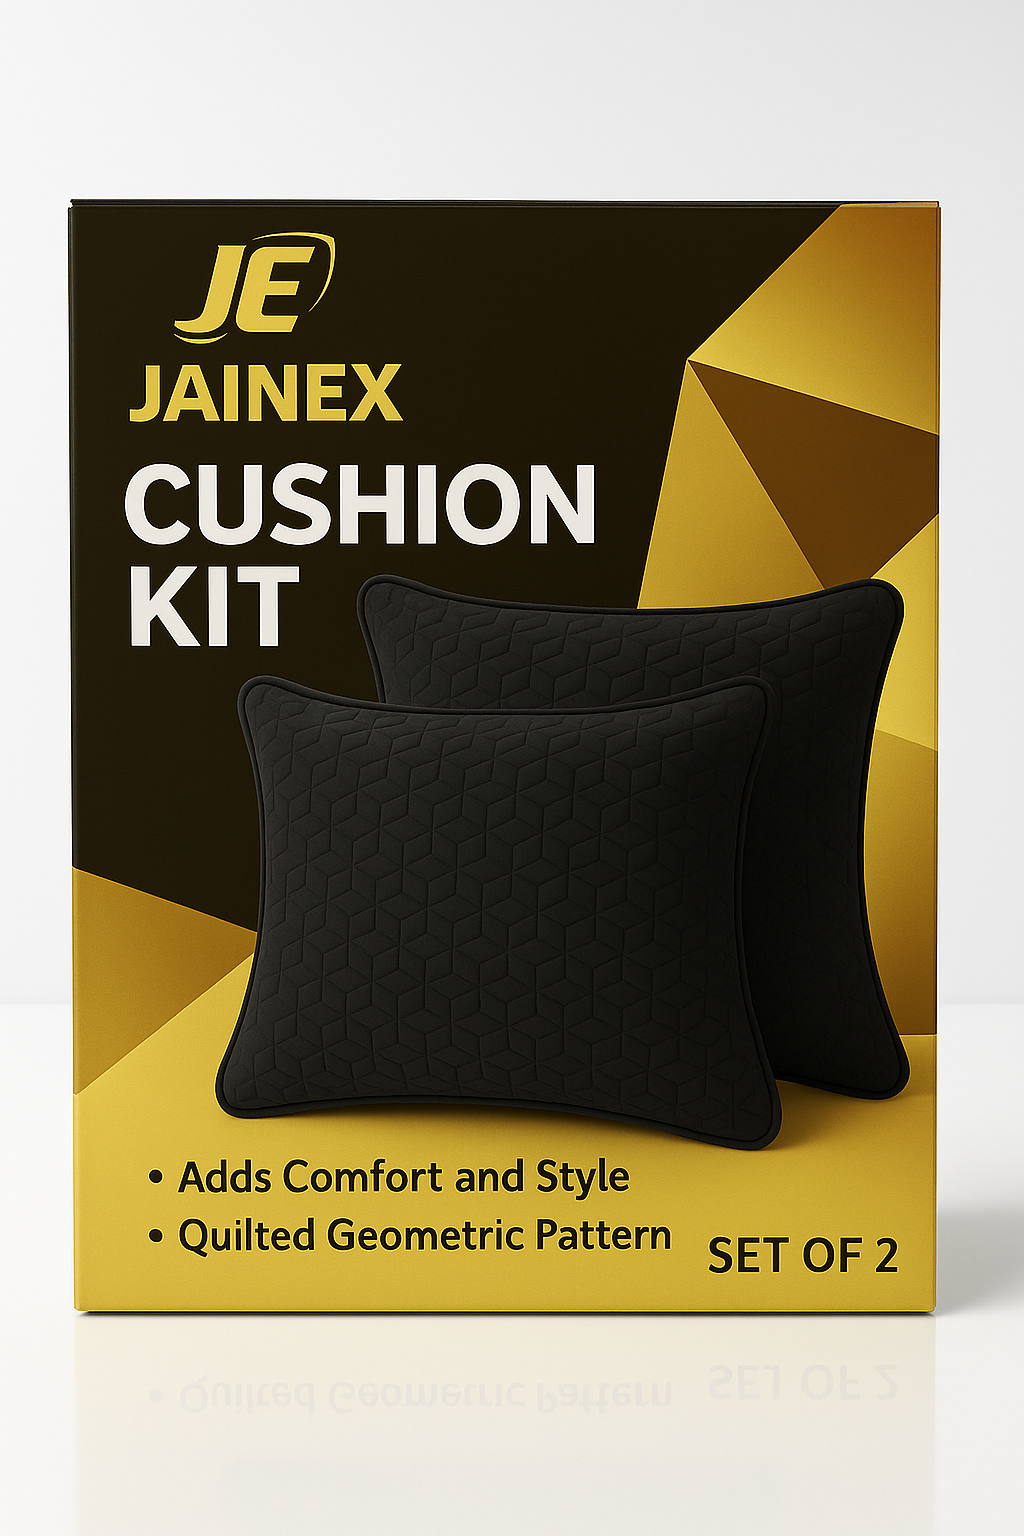 JE
JAINEX
CUSHION
KIT
• Adds Comfort and Style
• Quilted Geometric Pattern
SET OF 2